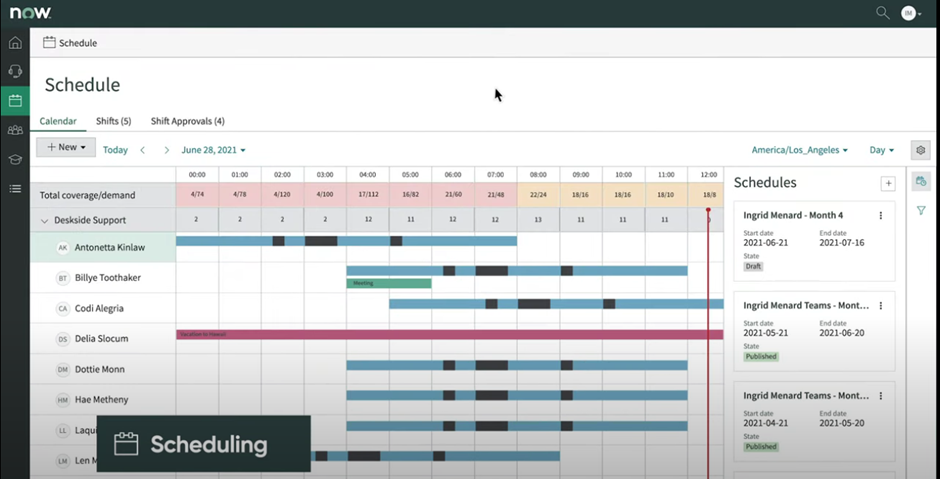 now.
IM
Schedule
Schedule
Calendar
Shifts (5)
Shift Approvals (4)
+ New
Today
June 28, 2021
America/Los_Angeles
Day
00:00 01:00 02:00 03:00 04:00 05:00 06:00 07:00 08:00 09:00 10:00 11:00 12:00
Total coverage/demand 4/74 4/78 4/120 4/100 17/112 16/82 21/60 21/48 22/24 18/16 18/16 18/10 18/8
Deskside Support 2 2 2 2 12 11 12 12 13 11 11 11
AK Antonetta Kinlaw
BT Billye Toothaker
Meeting
CA Codi Alegria
DS Delia Slocum
Vacation in Hawaii
DM Dottie Monn
HM Hae Metheny
LL Laqui
LM Len M
Scheduling
Schedules
+
Ingrid Menard - Month 4
Start date End date
2021-06-21 2021-07-16
State
Draft
Ingrid Menard Teams - Mont...
Start date End date
2021-05-21 2021-06-20
State
Published
Ingrid Menard Teams - Mont...
Start date End date
2021-04-21 2021-05-20
State
Published